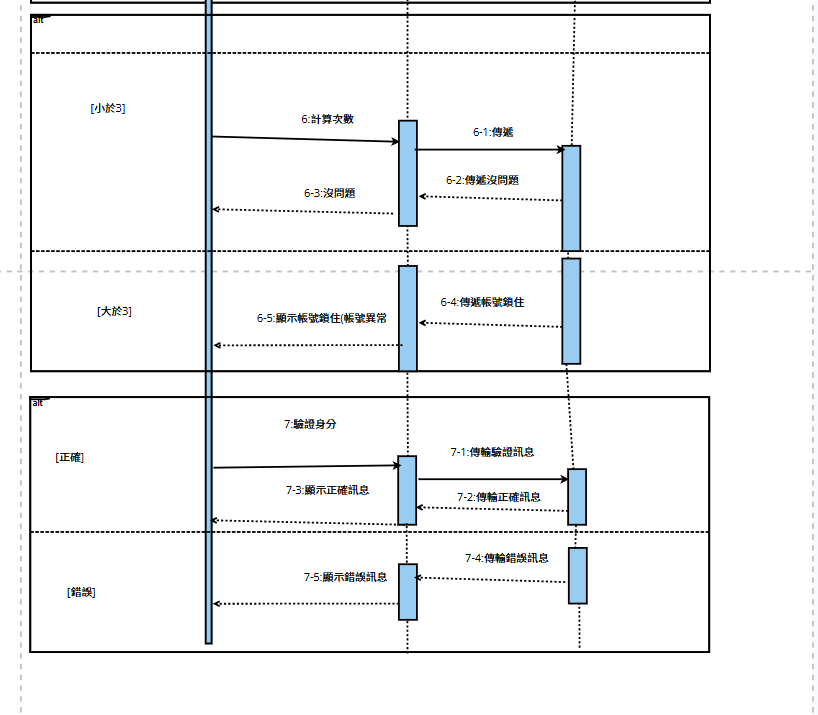 alt
[小於3]
6:計算次數
6-1:傳遞
6-2:傳遞沒問題
6-3:沒問題
[大於3]
6-4:傳遞帳號鎖住
6-5:顯示帳號鎖住(帳號異常
alt
7:驗證身分
[正確]
7-1:傳輸驗證訊息
7-3:顯示正確訊息
7-2:傳輸正確訊息
7-4:傳輸錯誤訊息
7-5:顯示錯誤訊息
[錯誤]